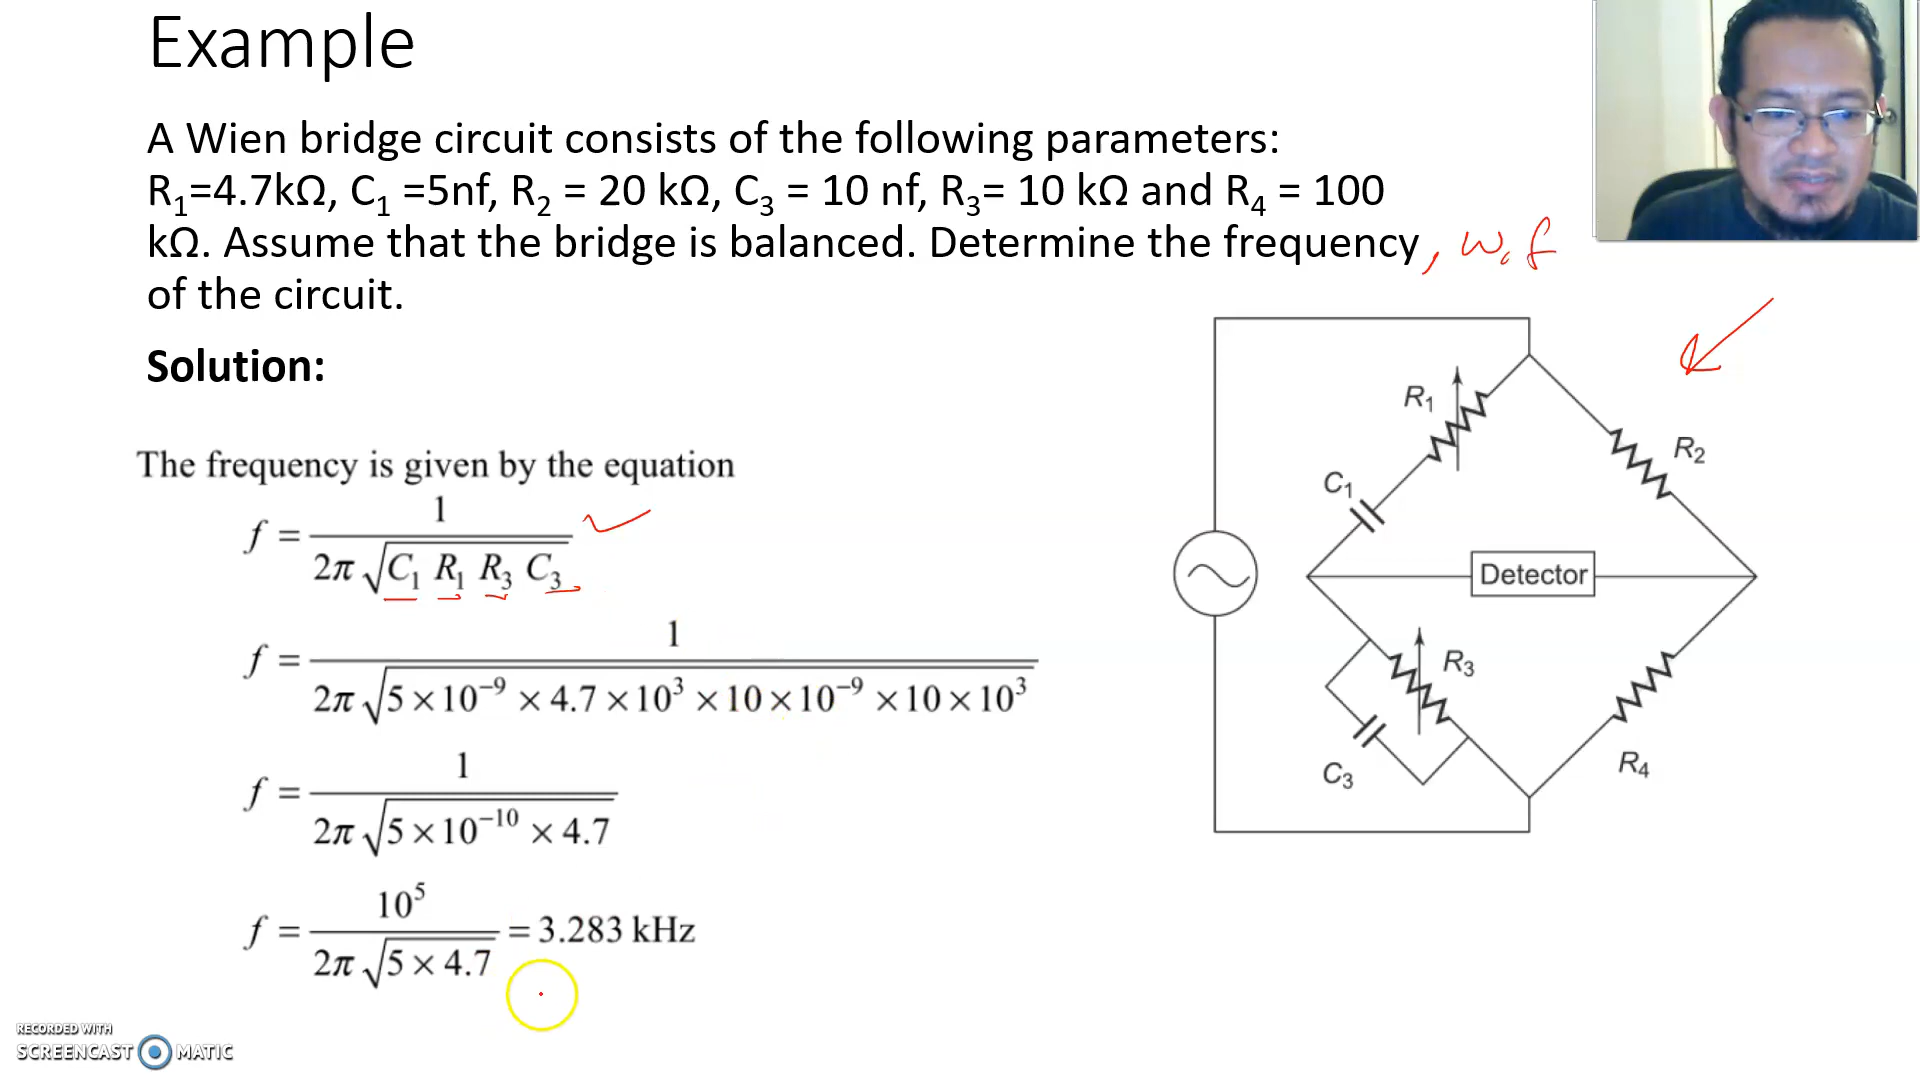 Example
A Wien bridge circuit consists of the following parameters:
R₁=4.7kΩ, C₁ =5nf, R₂ = 20 kΩ, C₃ = 10 nf, R₃= 10 kΩ and R₄ = 100
kΩ. Assume that the bridge is balanced. Determine the frequency, w, f
of the circuit.
Solution:
The frequency is given by the equation
f = 1 / 2π √C₁ R₁ R₃ C₃
f = 1 / 2π √5 × 10⁻⁹ × 4.7 × 10³ × 10 × 10⁻⁹ × 10 × 10³
f = 1 / 2π √5 × 10⁻¹⁰ × 4.7
f = 10⁵ / 2π √5 × 4.7 = 3.283 kHz
R₁
R₂
C₁
Detector
R₃
C₃
R₄
RECORDED WITH
SCREENCAST MATIC